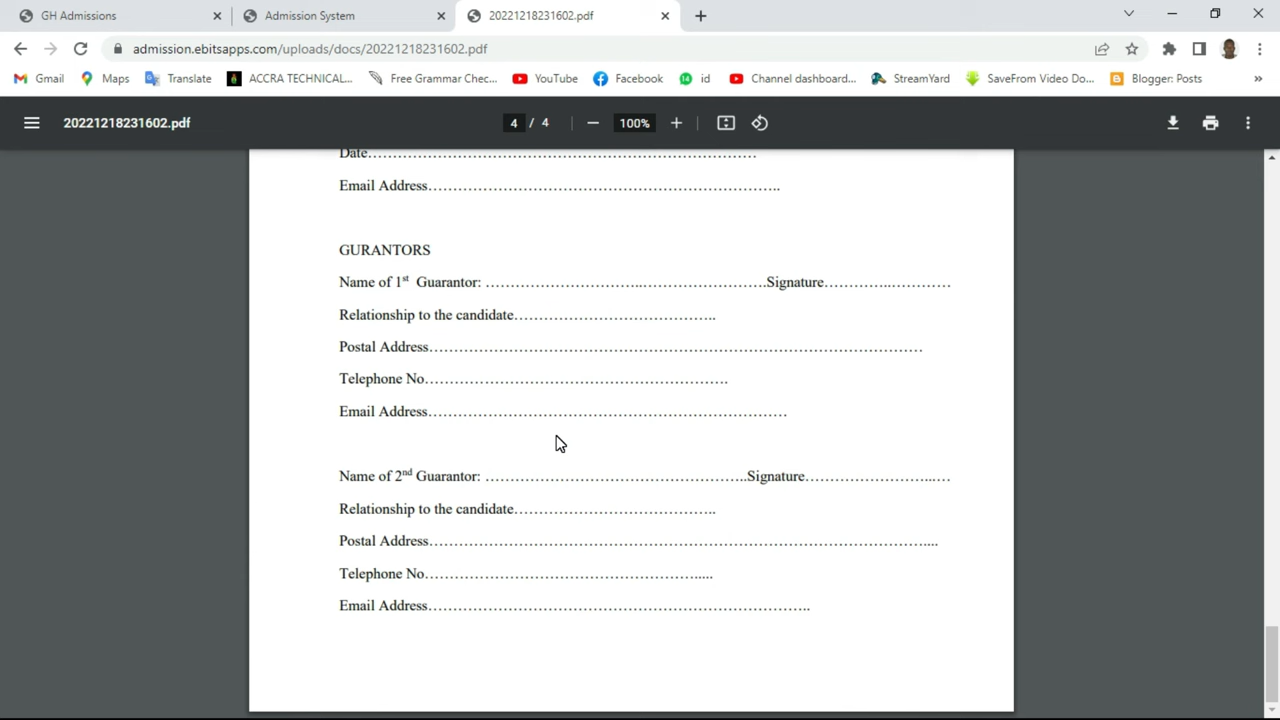 GH Admissions
Admission System
20221218231602.pdf
admission.ebitsapps.com/uploads/docs/20221218231602.pdf
Gmail
Maps
Translate
ACCRA TECHNICAL...
Free Grammar Chec...
YouTube
Facebook
id
Channel dashboard...
StreamYard
SaveFrom Video Do...
Blogger: Posts
»
20221218231602.pdf
4 / 4
100%
Date……………………………………………………………………
Email Address……………………………………………………………..
GURANTORS
Name of 1st Guarantor: …………………………..……………………….Signature…………..…………
Relationship to the candidate…………………………………..
Postal Address………………………………………………………………………………………
Telephone No…………………………………………………….
Email Address………………………………………………………………
Name of 2nd Guarantor: …………………………………………..Signature……………………...…
Relationship to the candidate…………………………………..
Postal Address……………………………………………………………………………………....
Telephone No……………………………………………….....
Email Address…………………………………………………………………..